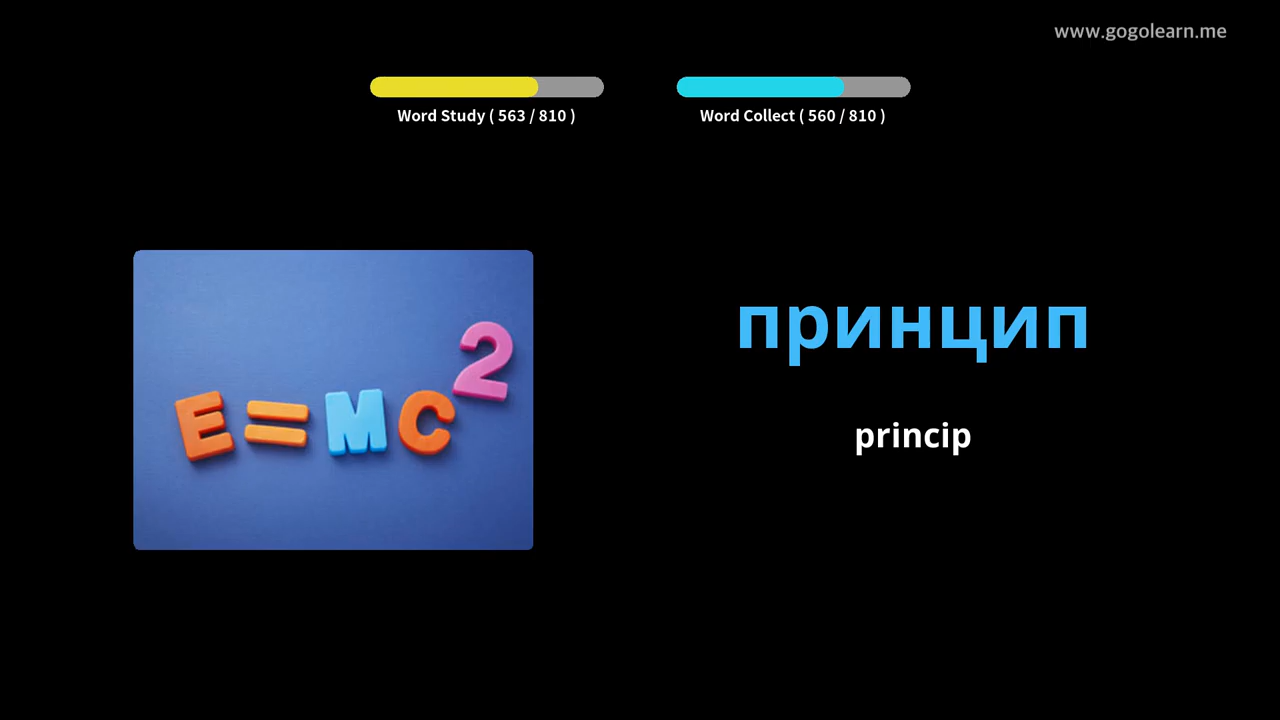 www.gogolearn.me
Word Study ( 563 / 810 )
Word Collect ( 560 / 810 )
E=MC2
принцип
princip